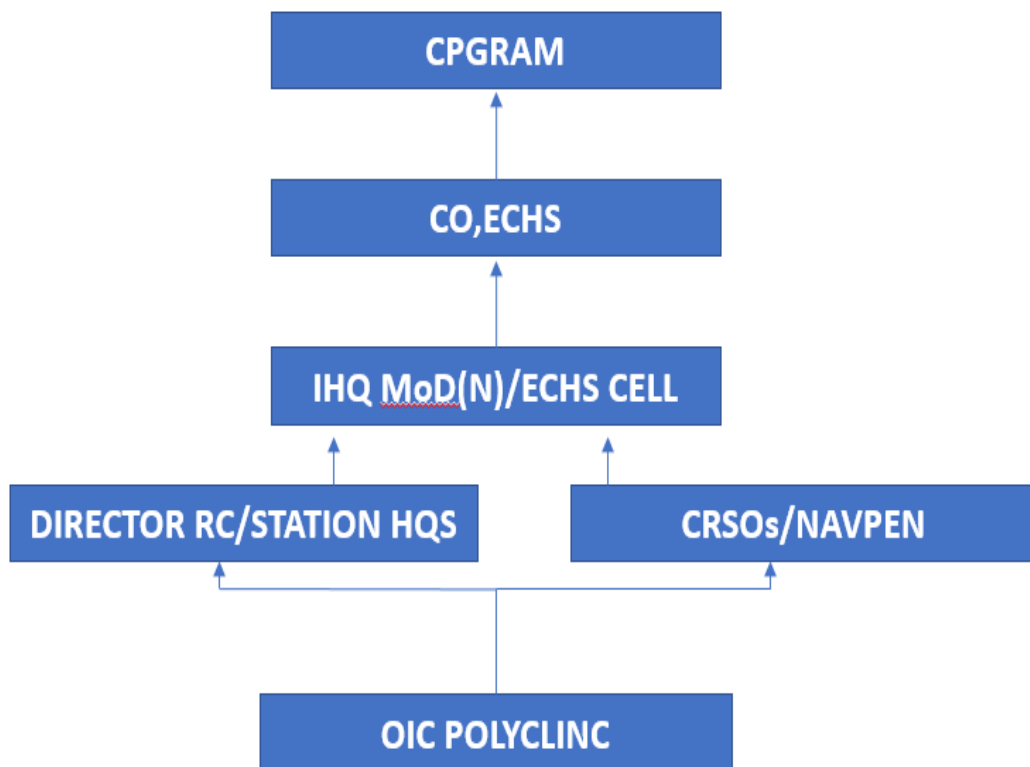 CPGRAM
CO,ECHS
IHQ MoD(N)/ECHS CELL
DIRECTOR RC/STATION HQS
CRSOs/NAVPEN
OIC POLYCLINC